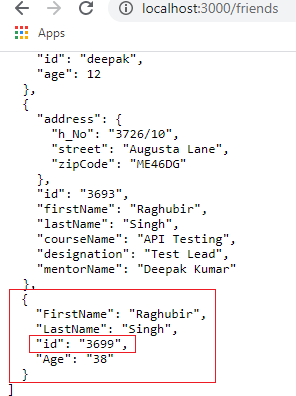 localhost:3000/friends
Apps
"id": "deepak",
"age": 12
},
{
"address": {
"h_No": "3726/10",
"street": "Augusta Lane",
"zipCode": "ME46DG"
},
"id": "3693",
"firstName": "Raghubir",
"lastName": "Singh",
"courseName": "API Testing",
"designation": "Test Lead",
"mentorName": "Deepak Kumar"
},
{
"FirstName": "Raghubir",
"LastName": "Singh",
"id": "3699",
"Age": "38"
}
]